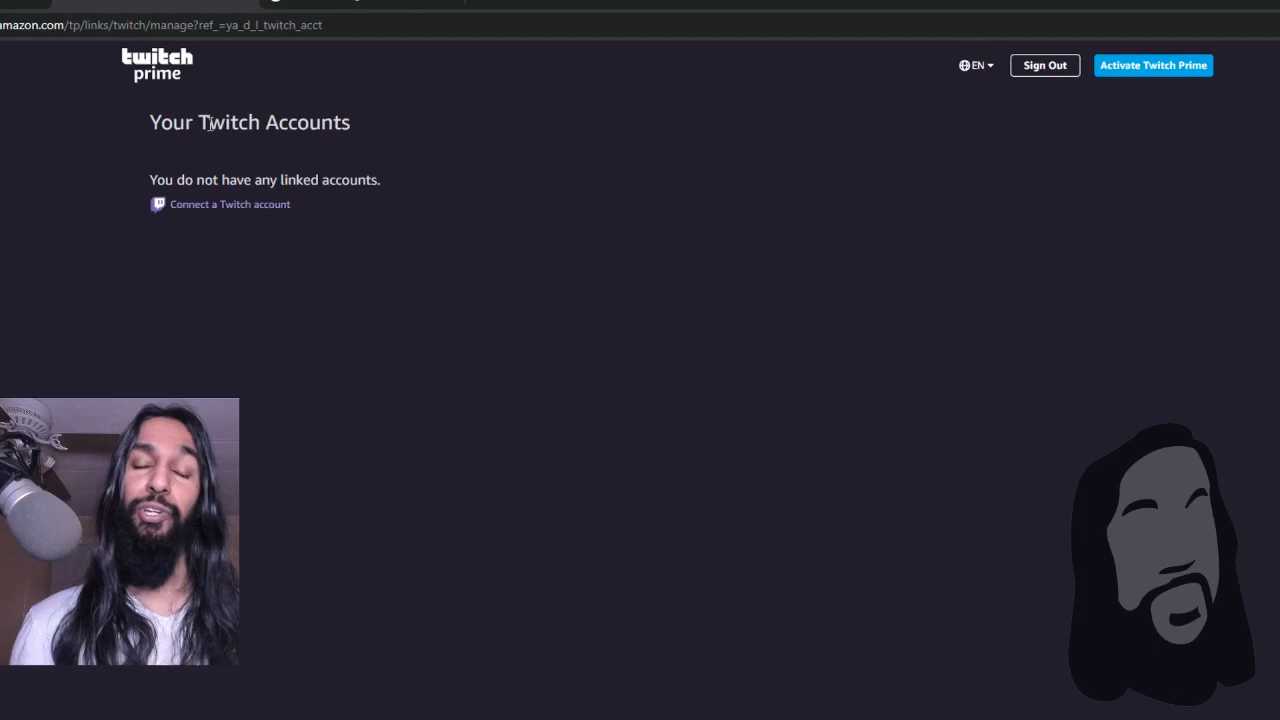 amazon.com/tp/links/twitch/manage?ref_=ya_d_l_twitch_acct
twitch
prime
EN
Sign Out
Activate Twitch Prime
Your Twitch Accounts
You do not have any linked accounts.
Connect a Twitch account